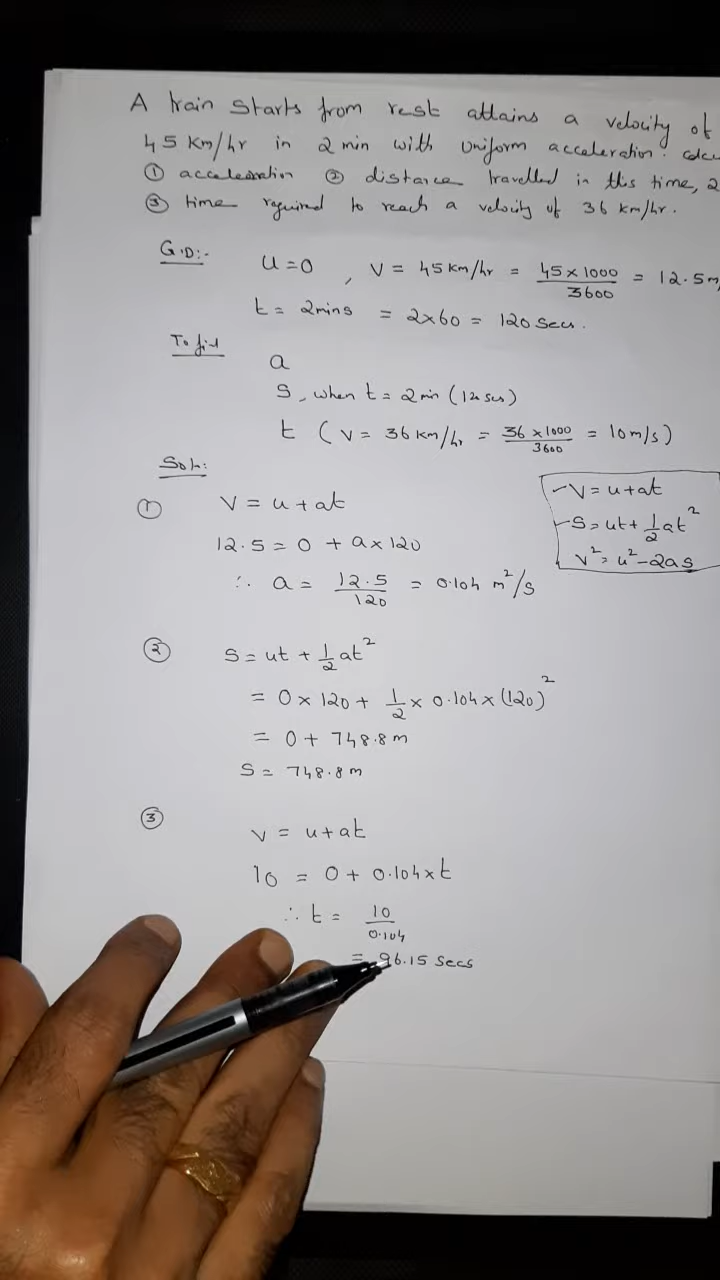 A train starts from rest attains a velocity of
45 Km/hr in 2 min with uniform acceleration.
① acceleration ② distance travelled in this time, 2
③ time required to reach a velocity of 36 km/hr.
G.D:- u = 0 , V = 45 Km/hr = 45 x 1000 / 3600 = 12.5 m/
t = 2 mins = 2x60 = 120 secs.
To find a
S, when t = 2 min (120 secs)
t ( V = 36 km/hr = 36 x 1000 / 3600 = 10 m/s )
Soln:
① V = u + at
12.5 = 0 + a x 120
∴ a = 12.5 / 120 = 0.104 m²/s
V = u + at
S = ut + 1/2 at²
V² = u² - 2as
② S = ut + 1/2 at²
= 0 x 120 + 1/2 x 0.104 x (120)²
= 0 + 748.8 m
S = 748.8 m
③ V = u + at
10 = 0 + 0.104 x t
∴ t = 10 / 0.104
= 96.15 secs